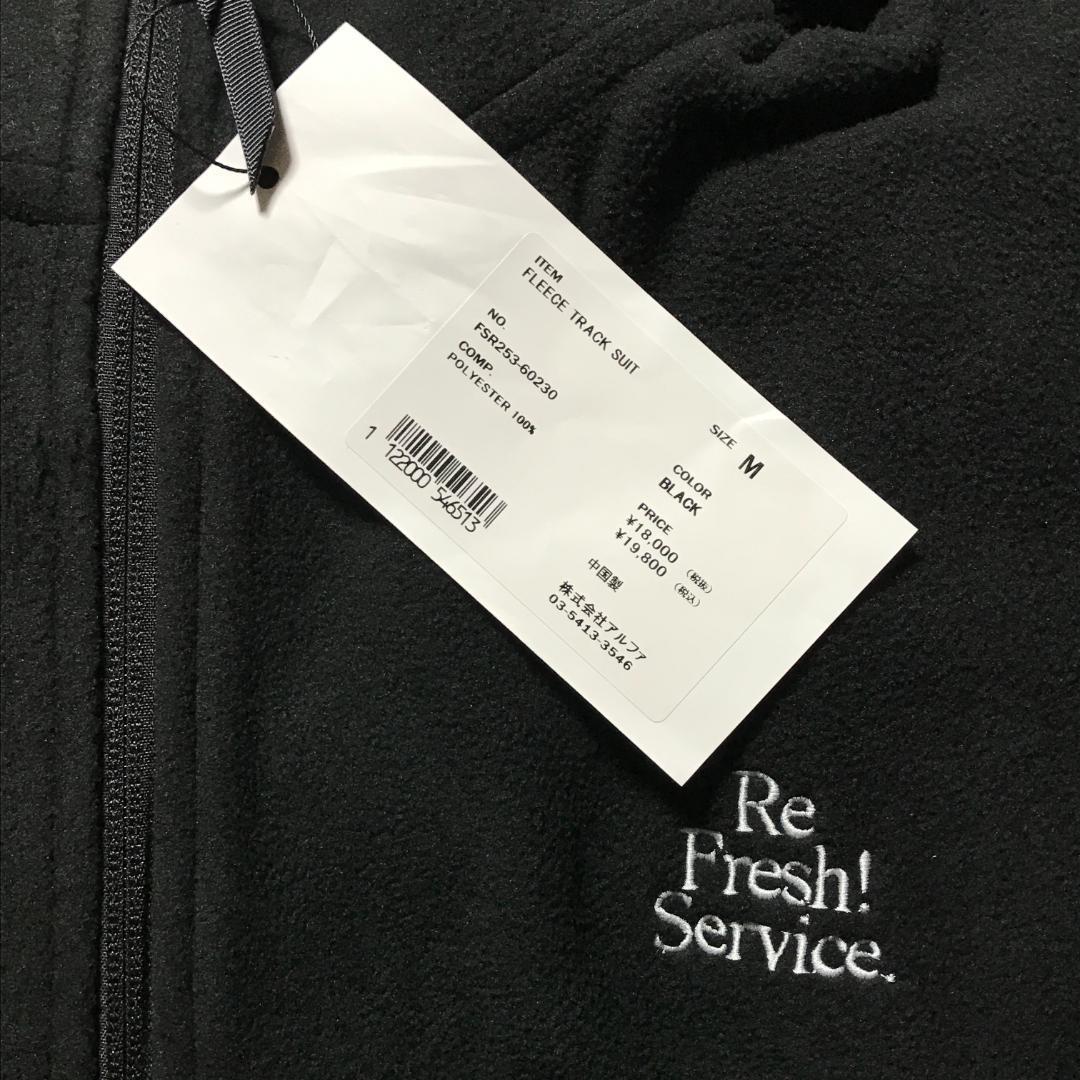 ITEM
FLEECE TRACK SUIT
NO.
FSR253-60230
COMP.
POLYESTER 100%
1 122000 546513
SIZE M
COLOR
BLACK
PRICE
¥18,000 (税抜)
¥19,800 (税込)
中国製
株式会社アルファ
03-5413-3546
Re
Fresh!
Service.